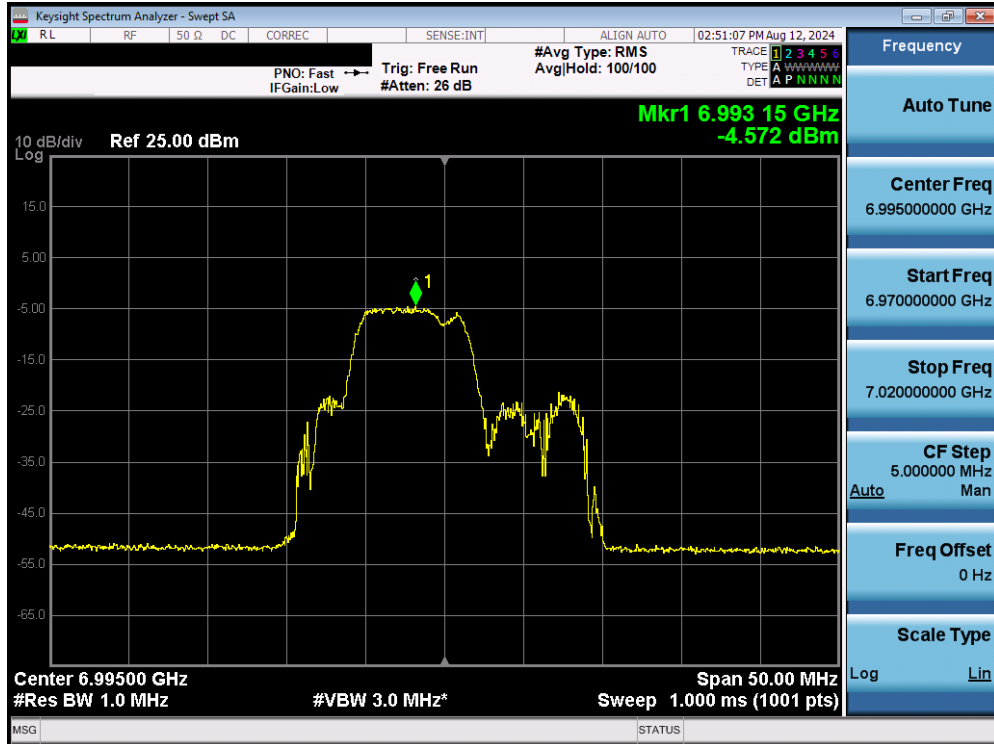 Keysight Spectrum Analyzer - Swept SA
LXI RL RF 50 Ω DC CORREC SENSE:INT ALIGN AUTO 02:51:07 PM Aug 12, 2024
Frequency
PNO: Fast Trig: Free Run #Avg Type: RMS TRACE 1 2 3 4 5 6
IFGain:Low #Atten: 26 dB Avg|Hold: 100/100 TYPE A WWWWW
DET A P N N N N
Auto Tune
Mkr1 6.993 15 GHz
-4.572 dBm
10 dB/div Ref 25.00 dBm
Log
15.0
5.00
-5.00
-15.0
-25.0
-35.0
-45.0
-55.0
-65.0
1
Center Freq
6.995000000 GHz
Start Freq
6.970000000 GHz
Stop Freq
7.020000000 GHz
CF Step
5.000000 MHz
Auto Man
Freq Offset
0 Hz
Scale Type
Log Lin
Center 6.99500 GHz Span 50.00 MHz
#Res BW 1.0 MHz #VBW 3.0 MHz* Sweep 1.000 ms (1001 pts)
MSG STATUS